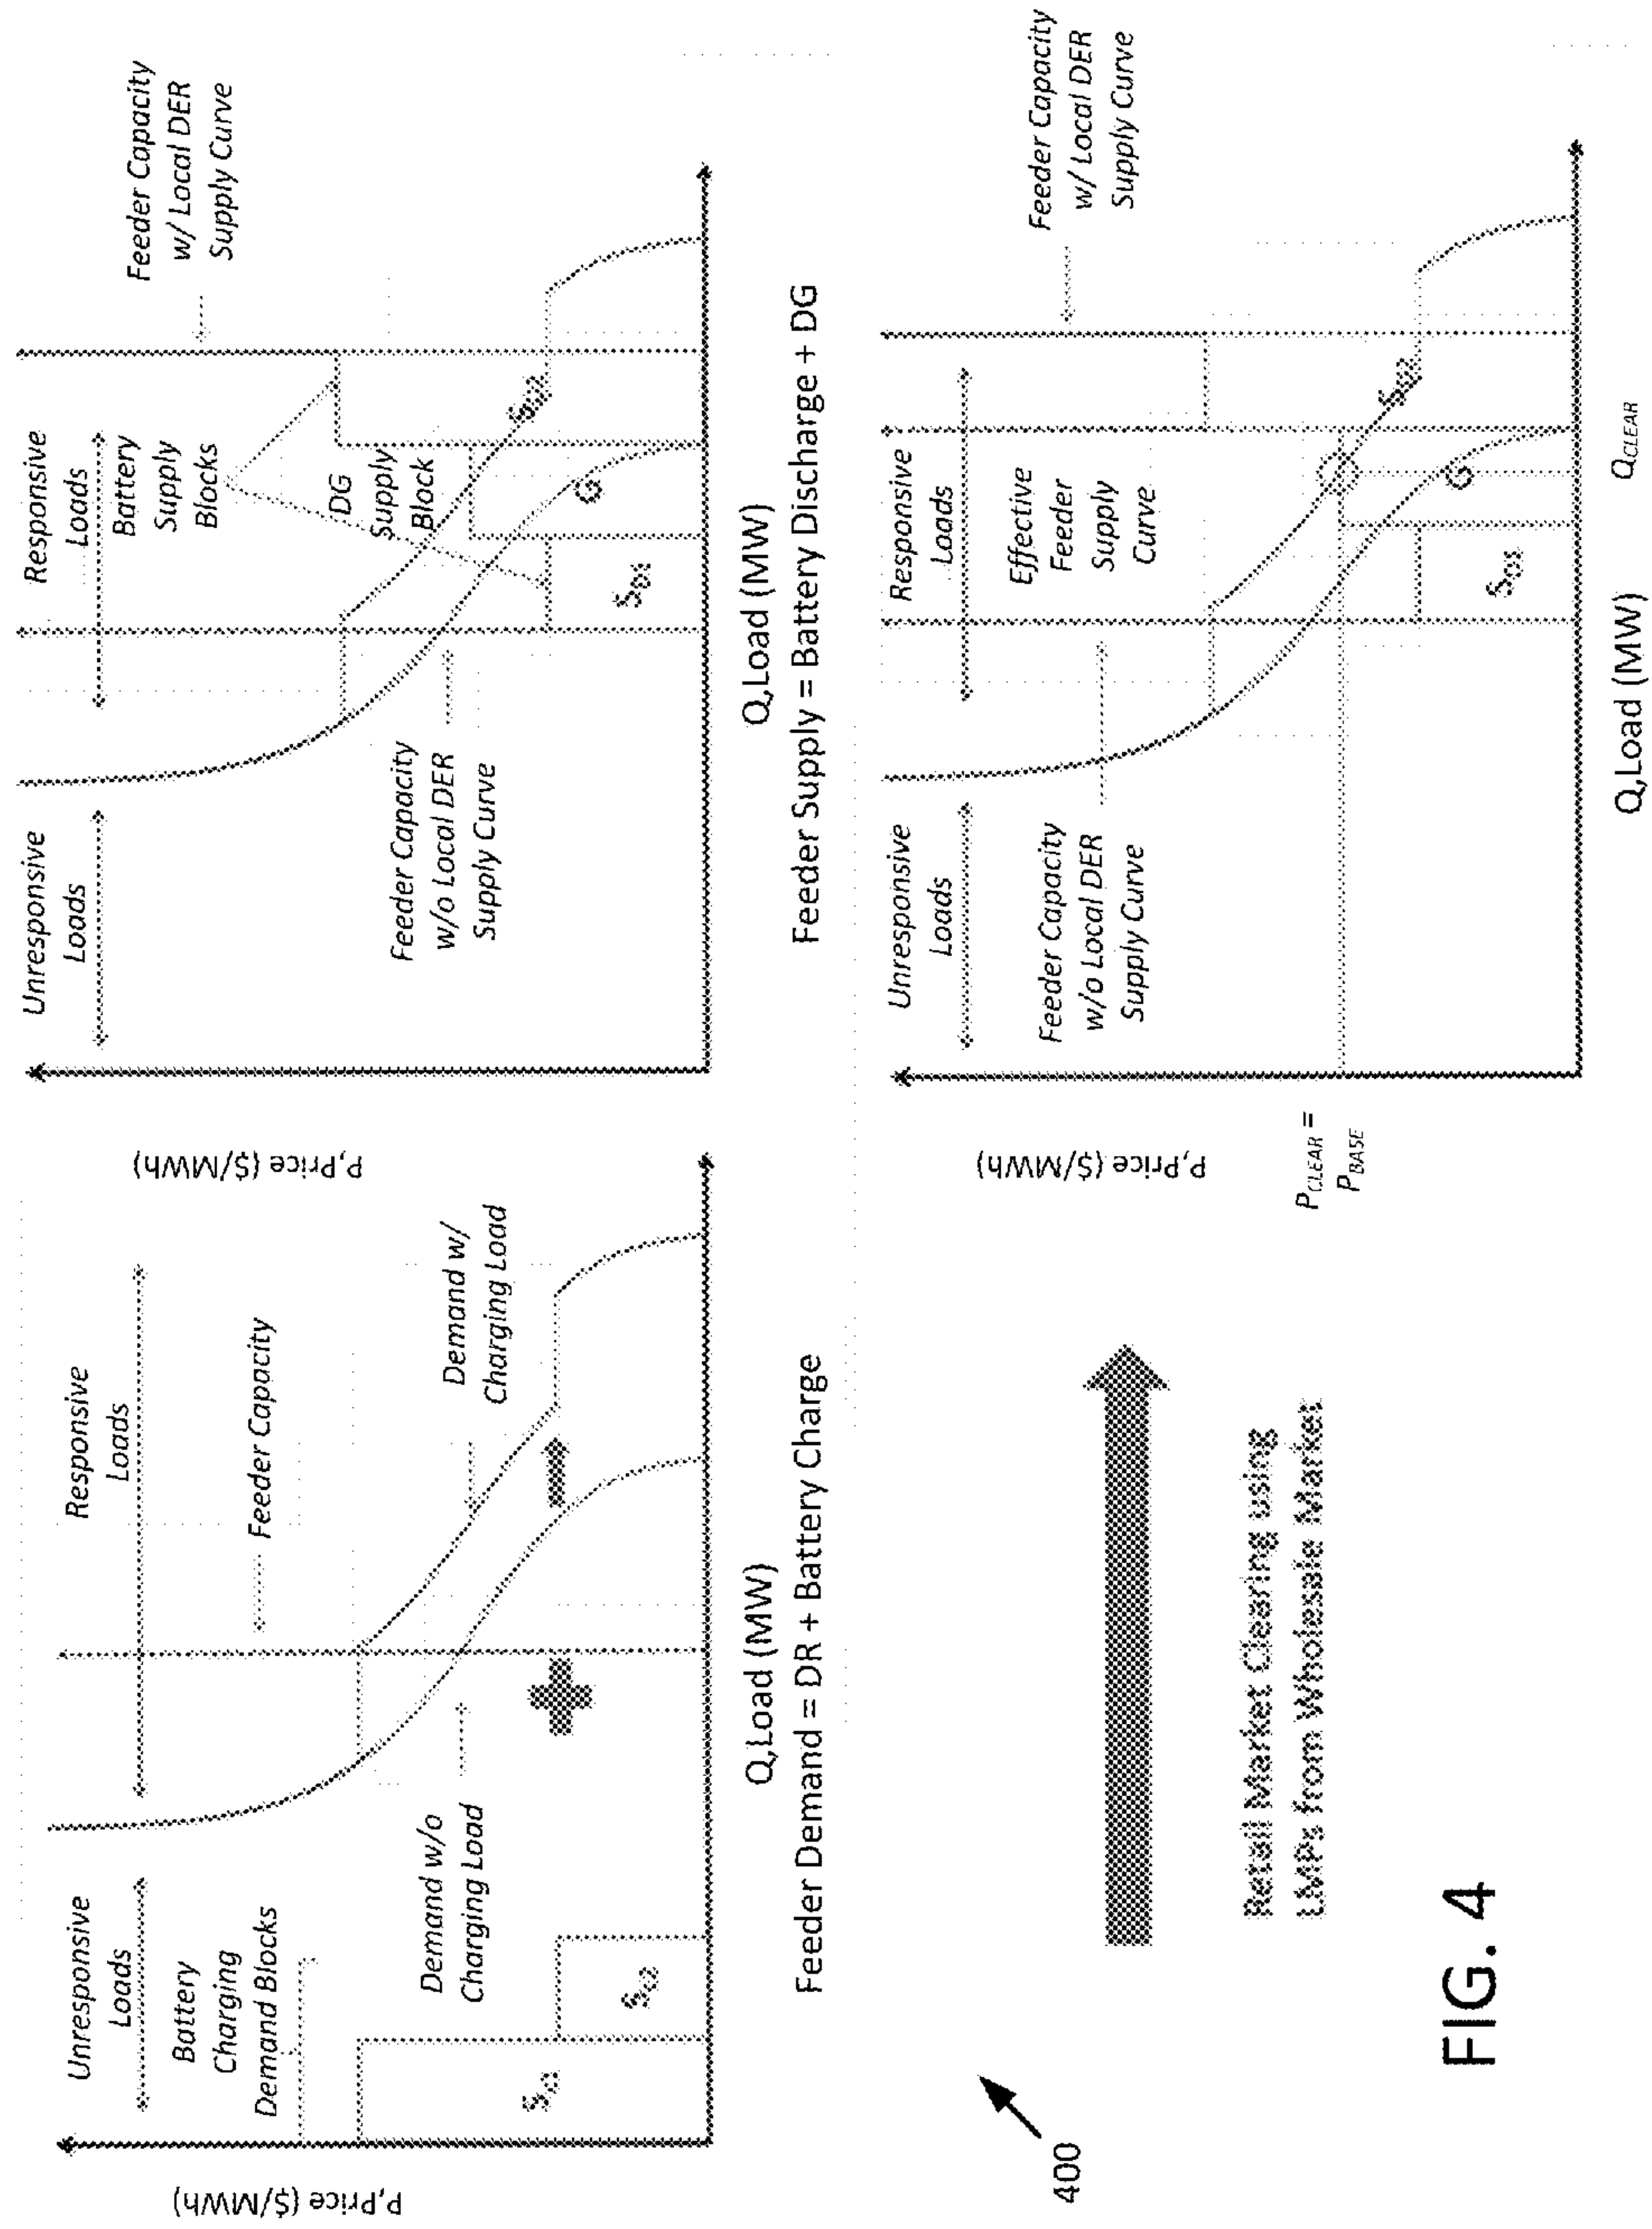 Unresponsive
Loads
Responsive
Loads
Battery
Charging
Demand Blocks
Feeder Capacity
Demand w/o
Charging Load
Demand w/
Charging Load
P,Price ($/MWh)
Q,Load (MW)
Feeder Demand = DR + Battery Charge
Unresponsive
Loads
Responsive
Loads
Battery
Supply
Blocks
Feeder Capacity
w/ Local DER
Supply Curve
DG
Supply
Block
Feeder Capacity
w/o Local DER
Supply Curve
G
P,Price ($/MWh)
Q,Load (MW)
Feeder Supply = Battery Discharge + DG
400
Retail Market Clearing using
LMPs from Wholesale Market
Unresponsive
Loads
Responsive
Loads
Feeder Capacity
w/ Local DER
Supply Curve
Feeder Capacity
w/o Local DER
Supply Curve
Effective
Feeder
Supply
Curve
G
P,Price ($/MWh)
PCLEAR =
PBASE
QCLEAR
Q,Load (MW)
FIG. 4